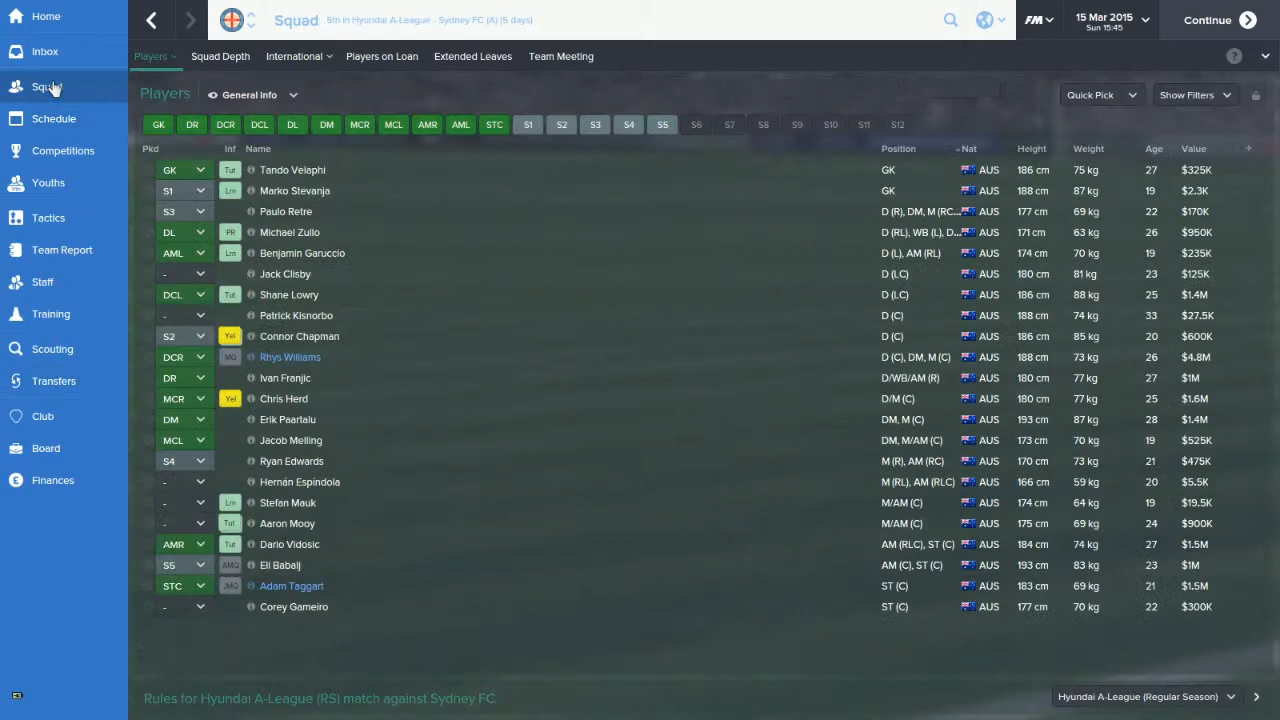 Home
Squad 5th in Hyundai A-League - Sydney FC (A) (5 days)
FM 15 Mar 2015 Sun 15:45 Continue
Inbox
Players Squad Depth International Players on Loan Extended Leaves Team Meeting ?
Squad
Players General Info Quick Pick Show Filters
Schedule
GK DR DCR DCL DL DM MCR MCL AMR AML STC S1 S2 S3 S4 S5 S6 S7 S8 S9 S10 S11 S12
Competitions
Pkd Inf Name Position Nat Height Weight Age Value +
GK Tut Tando Velaphi GK AUS 186 cm 75 kg 27 $325K
Youths
S1 Lrn Marko Stevanja GK AUS 188 cm 87 kg 19 $2.3K
S3 Paulo Retre D (R), DM, M (RC... AUS 177 cm 69 kg 22 $170K
Tactics
DL PR Michael Zullo D (RL), WB (L), D... AUS 171 cm 63 kg 26 $950K
Team Report
AML Lrn Benjamin Garuccio D (L), AM (RL) AUS 174 cm 70 kg 19 $235K
- Jack Clisby D (LC) AUS 180 cm 81 kg 23 $125K
Staff
DCL Tut Shane Lowry D (LC) AUS 186 cm 88 kg 25 $1.4M
Training
- Patrick Kisnorbo D (C) AUS 188 cm 74 kg 33 $27.5K
S2 Yel Connor Chapman D (C) AUS 186 cm 85 kg 20 $600K
Scouting
DCR MQ Rhys Williams D (C), DM, M (C) AUS 188 cm 73 kg 26 $4.8M
Transfers
DR Ivan Franjic D/WB/AM (R) AUS 180 cm 77 kg 27 $1M
MCR Yel Chris Herd D/M (C) AUS 180 cm 77 kg 25 $1.6M
Club
DM Erik Paartalu DM, M (C) AUS 193 cm 87 kg 28 $1.4M
MCL Jacob Melling DM, M/AM (C) AUS 173 cm 70 kg 19 $525K
Board
S4 Ryan Edwards M (R), AM (RC) AUS 170 cm 73 kg 21 $475K
Finances
- Hernán Espindola M (RL), AM (RLC) AUS 166 cm 59 kg 20 $5.5K
- Lrn Stefan Mauk M/AM (C) AUS 174 cm 64 kg 19 $19.5K
- Tut Aaron Mooy M/AM (C) AUS 175 cm 69 kg 24 $900K
AMR Tut Dario Vidosic AM (RLC), ST (C) AUS 184 cm 74 kg 27 $1.5M
S5 AMQ Eli Babalj AM (C), ST (C) AUS 193 cm 86 kg 23 $1M
STC JMQ Adam Taggart ST (C) AUS 183 cm 69 kg 21 $1.5M
- Corey Gameiro ST (C) AUS 177 cm 70 kg 22 $300K
Rules for Hyundai A-League (RS) match against Sydney FC Hyundai A-League (Regular Season)